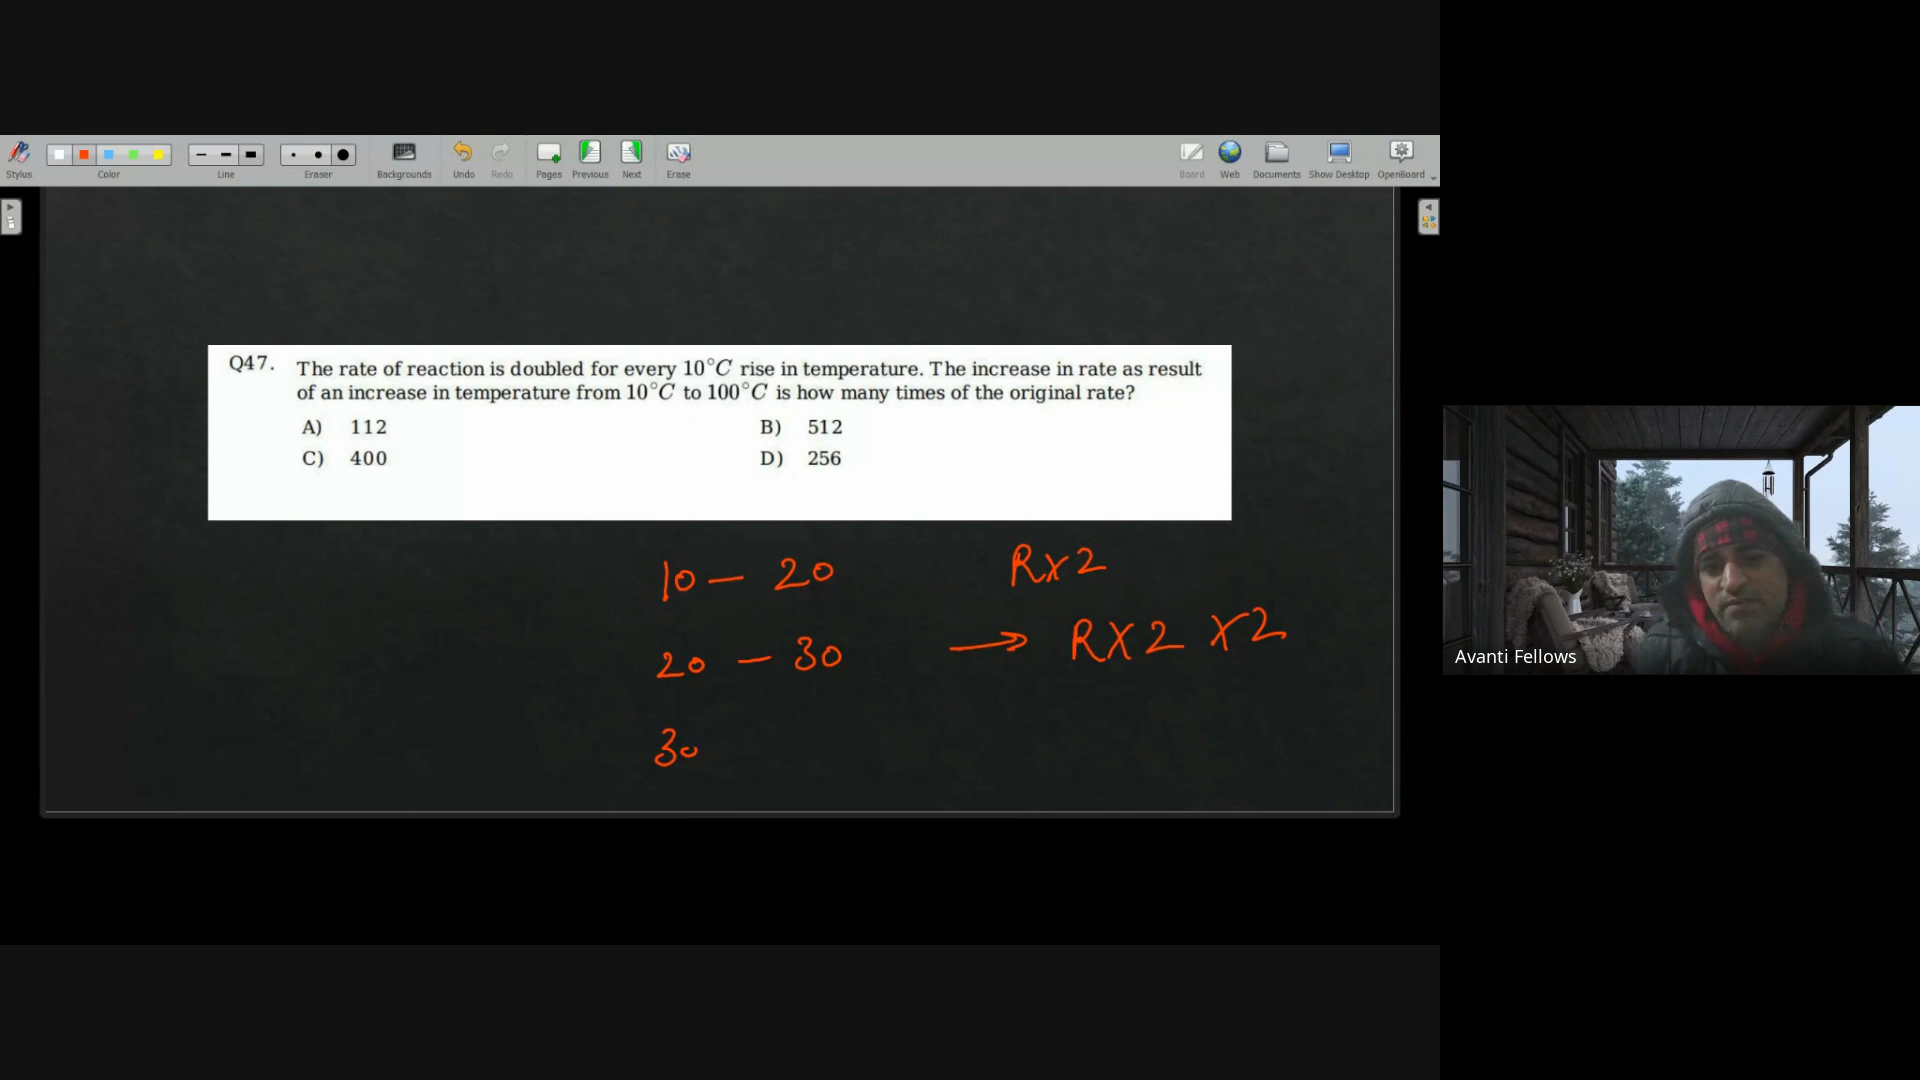 Stylus
Color
Line
Eraser
Backgrounds
Undo
Redo
Pages
Previous
Next
Erase
Board
Web
Documents
Show Desktop
OpenBoard
Q47. The rate of reaction is doubled for every 10°C rise in temperature. The increase in rate as result
of an increase in temperature from 10°C to 100°C is how many times of the original rate?
A) 112 B) 512
C) 400 D) 256
10 — 20 R×2
20 — 30 → R×2 ×2
30
Avanti Fellows